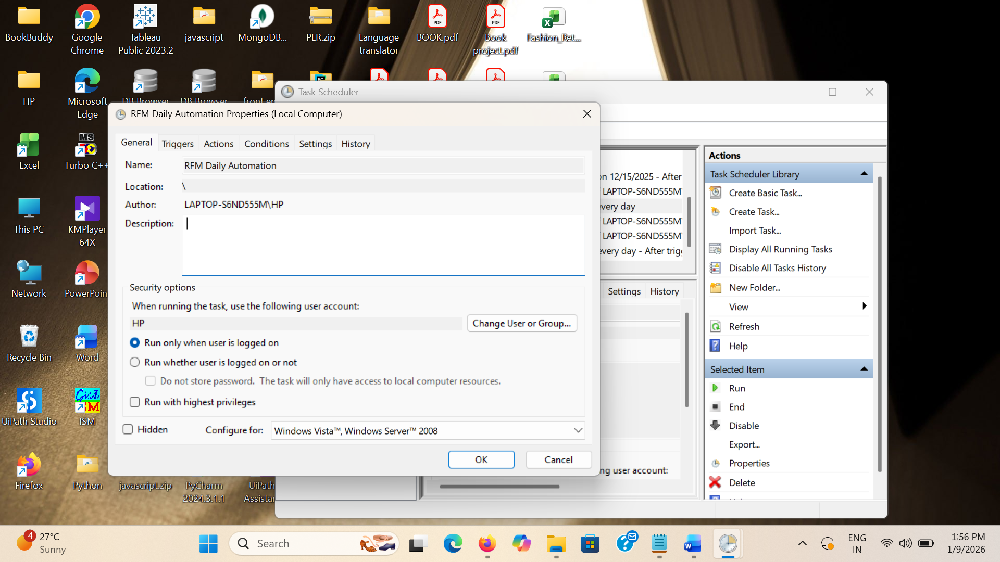 BookBuddy
Google
Chrome
Tableau
Public 2023.2
javascript
MongoDB...
PLR.zip
Language
translator
BOOK.pdf
Book
project.pdf
Fashion_Ret...
HP
Microsoft
Edge
DB Browser
DB Browser
front en
Task Scheduler
RFM Daily Automation Properties (Local Computer)
General
Triggers
Actions
Conditions
Settings
History
Name:
RFM Daily Automation
Location:
\
Author:
LAPTOP-S6ND555M\HP
Description:
Security options
When running the task, use the following user account:
HP
Change User or Group...
Run only when user is logged on
Run whether user is logged on or not
Do not store password. The task will only have access to local computer resources.
Run with highest privileges
Hidden
Configure for:
Windows Vista™, Windows Server™ 2008
OK
Cancel
on 12/15/2025 - After
LAPTOP-S6ND555M
every day
LAPTOP-S6ND555M
LAPTOP-S6ND555M
every day - After trigg
Settings
History
ng user account:
Actions
Task Scheduler Library
Create Basic Task...
Create Task...
Import Task...
Display All Running Tasks
Disable All Tasks History
New Folder...
View
Refresh
Help
Selected Item
Run
End
Disable
Export...
Properties
Delete
Excel
MS
Turbo C++
This PC
KMPlayer
64X
Network
PowerPoin
Recycle Bin
Word
UiPath Studio
Gist
ISM
ISM
Firefox
Python
javascript.zip
PyCharm
2024.3.1.1
UiPath
Assistan
4
27°C
Sunny
Search
ENG
IN
1:56 PM
1/9/2026